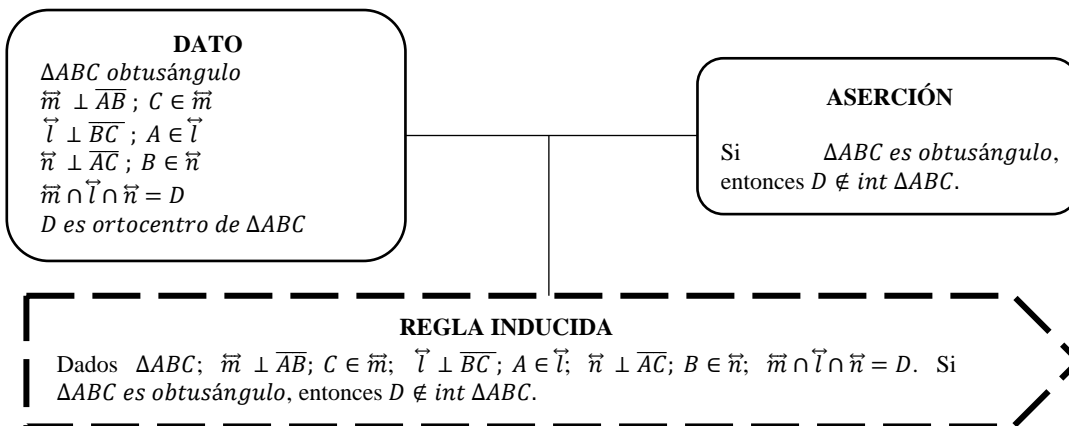 DATO
ΔABC obtusángulo
m⃡ ⊥ A͞B͞ ; C ∈ m⃡
l⃡ ⊥ B͞C͞ ; A ∈ l⃡
n⃡ ⊥ A͞C͞ ; B ∈ n⃡
m⃡ ∩ l⃡ ∩ n⃡ = D
D es ortocentro de ΔABC
ASERCIÓN
Si ΔABC es obtusángulo,
entonces D ∉ int ΔABC.
REGLA INDUCIDA
Dados ΔABC; m⃡ ⊥ A͞B͞; C ∈ m⃡; l⃡ ⊥ B͞C͞; A ∈ l⃡; n⃡ ⊥ A͞C͞; B ∈ n⃡; m⃡ ∩ l⃡ ∩ n⃡ = D. Si
ΔABC es obtusángulo, entonces D ∉ int ΔABC.